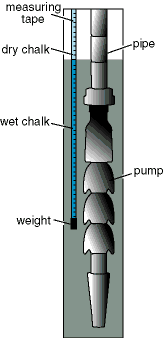 measuring
tape
pipe
dry chalk
wet chalk
pump
weight